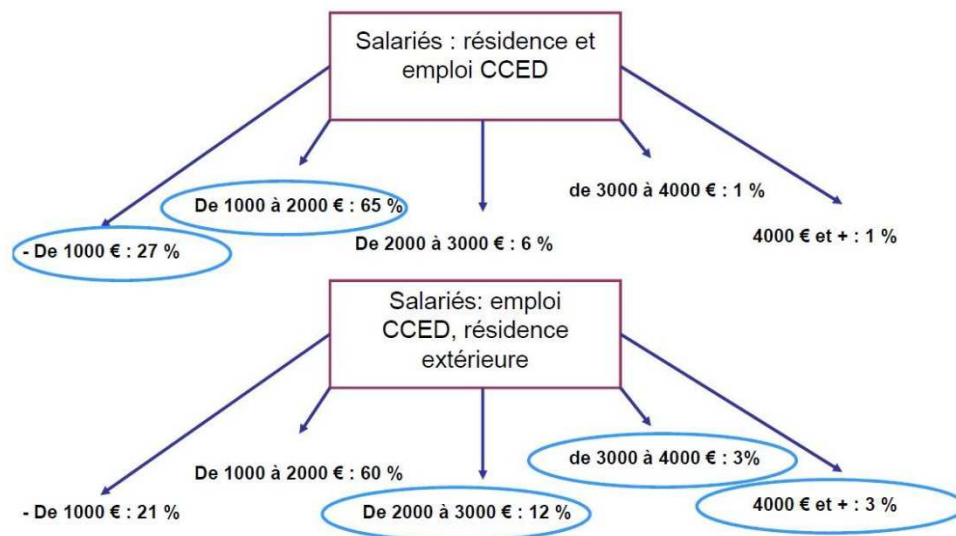 Salariés : résidence et
emploi CCED
- De 1000 € : 27 %
De 1000 à 2000 € : 65 %
De 2000 à 3000 € : 6 %
de 3000 à 4000 € : 1 %
4000 € et + : 1 %
Salariés: emploi
CCED, résidence
extérieure
- De 1000 € : 21 %
De 1000 à 2000 € : 60 %
De 2000 à 3000 € : 12 %
de 3000 à 4000 € : 3%
4000 € et + : 3 %